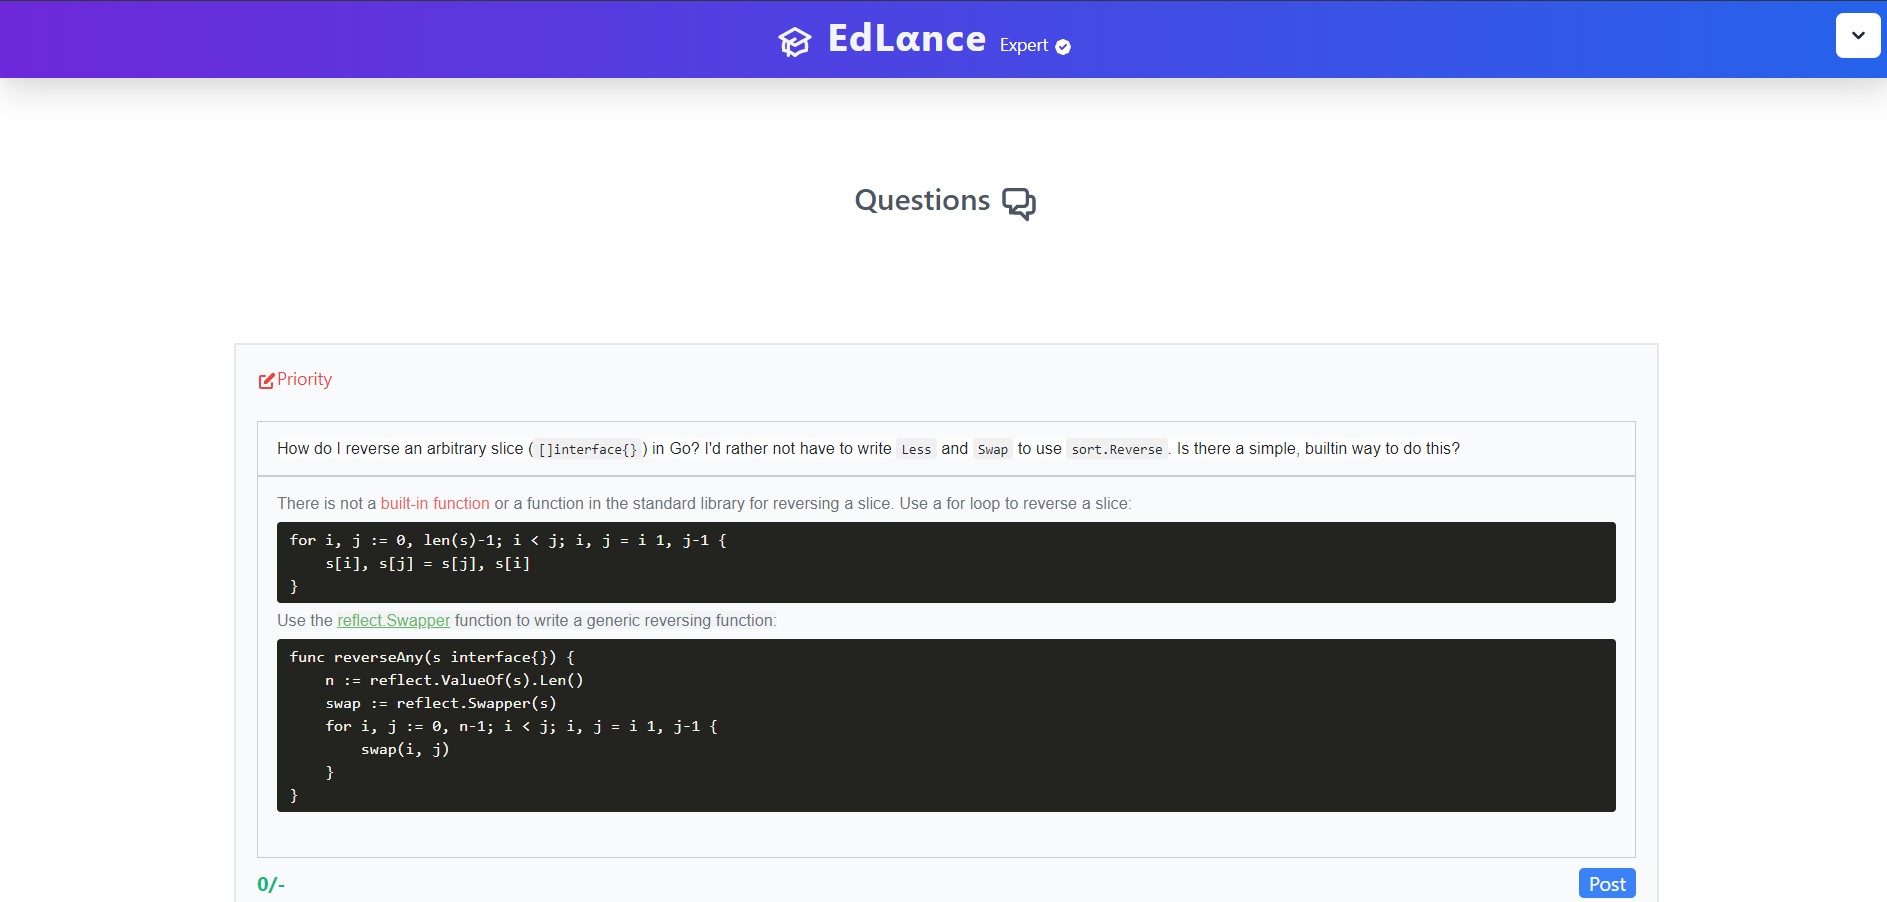 EdLαnce Expert
Questions
Priority
How do I reverse an arbitrary slice ( []interface{} ) in Go? I'd rather not have to write Less and Swap to use sort.Reverse . Is there a simple, builtin way to do this?
There is not a built-in function or a function in the standard library for reversing a slice. Use a for loop to reverse a slice:
for i, j := 0, len(s)-1; i < j; i, j = i 1, j-1 {
    s[i], s[j] = s[j], s[i]
}
Use the reflect.Swapper function to write a generic reversing function:
func reverseAny(s interface{}) {
    n := reflect.ValueOf(s).Len()
    swap := reflect.Swapper(s)
    for i, j := 0, n-1; i < j; i, j = i 1, j-1 {
        swap(i, j)
    }
}
0/-
Post